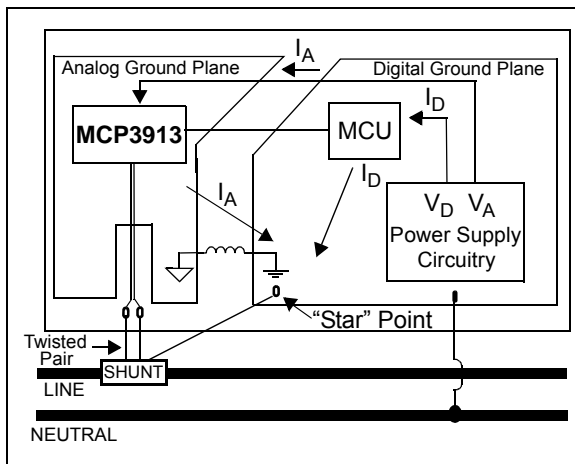 I_A
Analog Ground Plane
Digital Ground Plane
I_D
MCP3913
MCU
I_D
I_A
V_D V_A
Power Supply
Circuitry
"Star" Point
Twisted
Pair
SHUNT
LINE
NEUTRAL